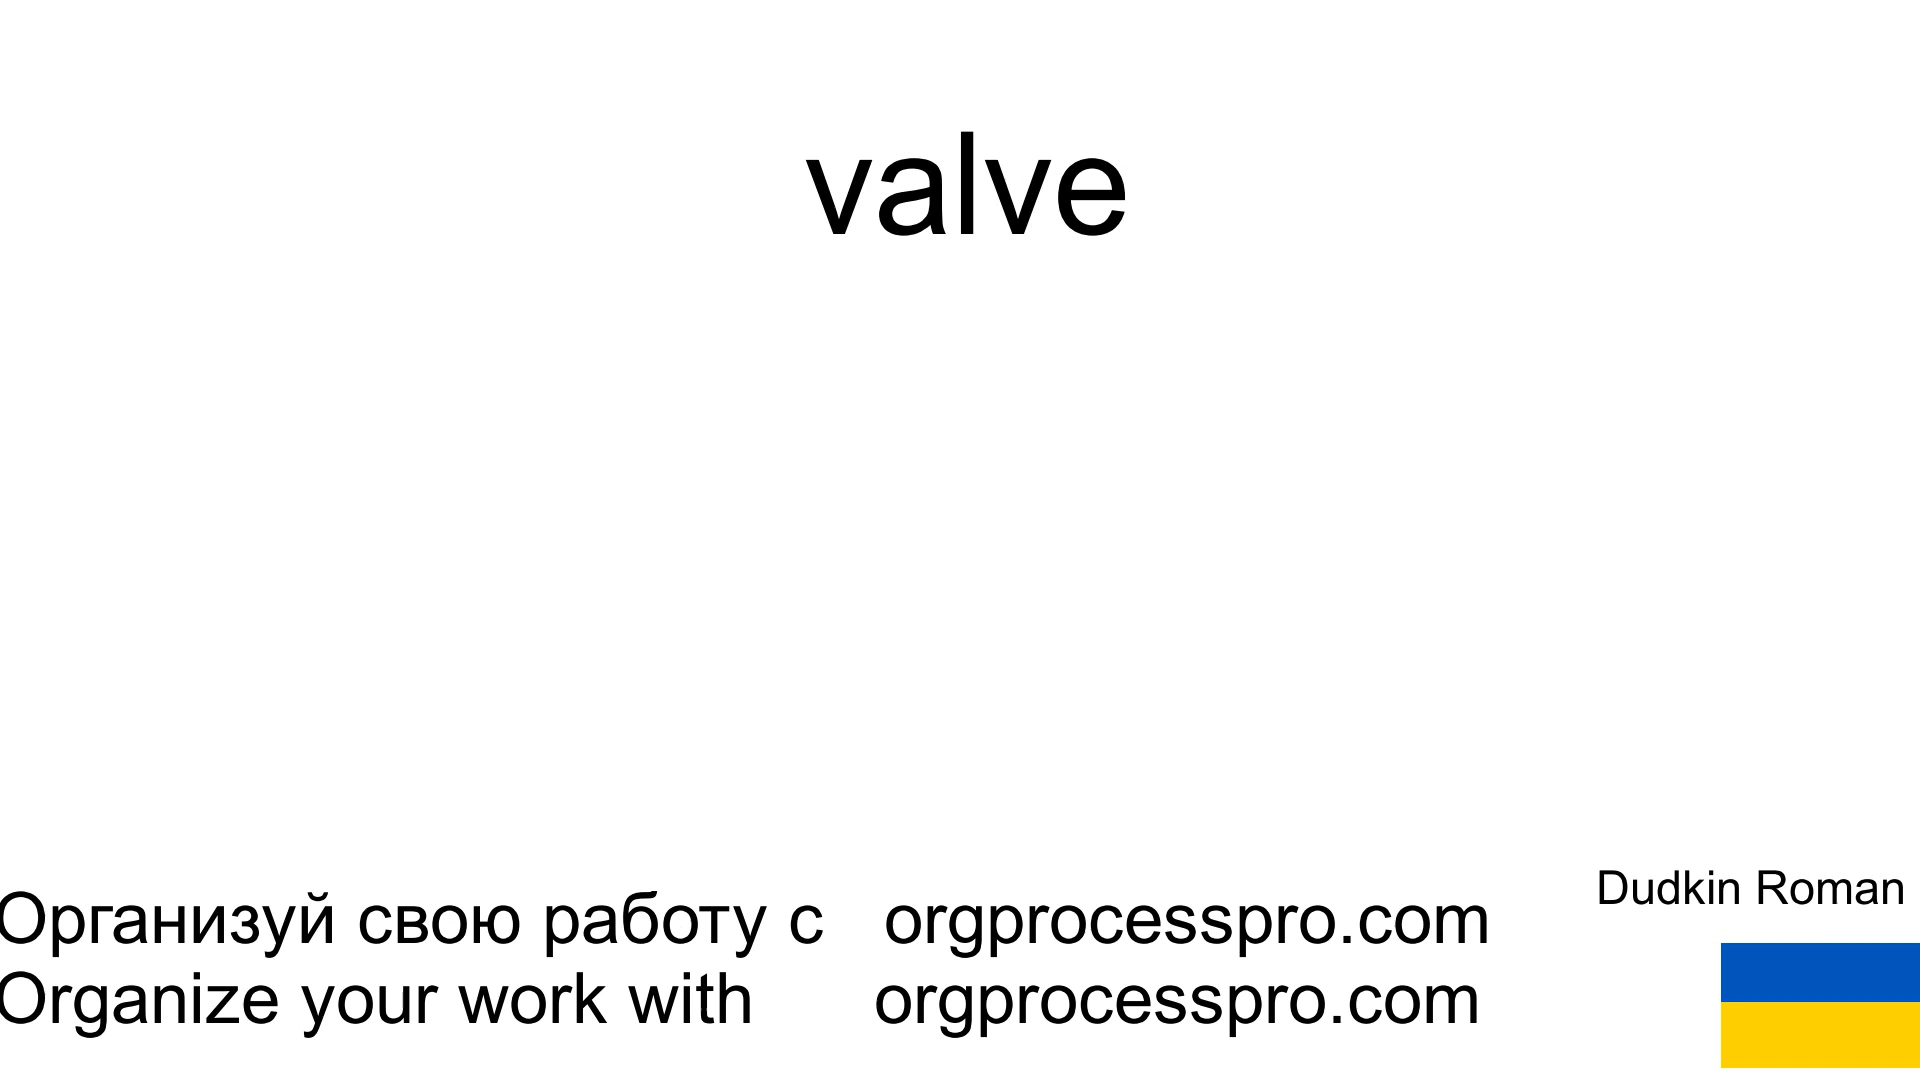 valve
Dudkin Roman
Организуй свою работу с orgprocesspro.com
Organize your work with orgprocesspro.com